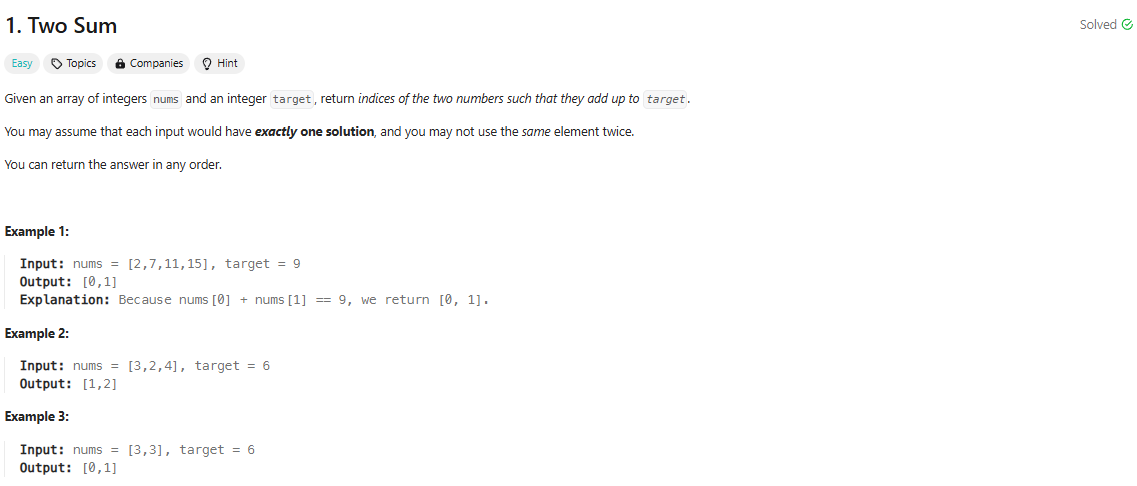 1. Two Sum
Solved
Easy Topics Companies Hint
Given an array of integers nums and an integer target, return indices of the two numbers such that they add up to target.
You may assume that each input would have exactly one solution, and you may not use the same element twice.
You can return the answer in any order.
Example 1:
Input: nums = [2,7,11,15], target = 9
Output: [0,1]
Explanation: Because nums[0] + nums[1] == 9, we return [0, 1].
Example 2:
Input: nums = [3,2,4], target = 6
Output: [1,2]
Example 3:
Input: nums = [3,3], target = 6
Output: [0,1]